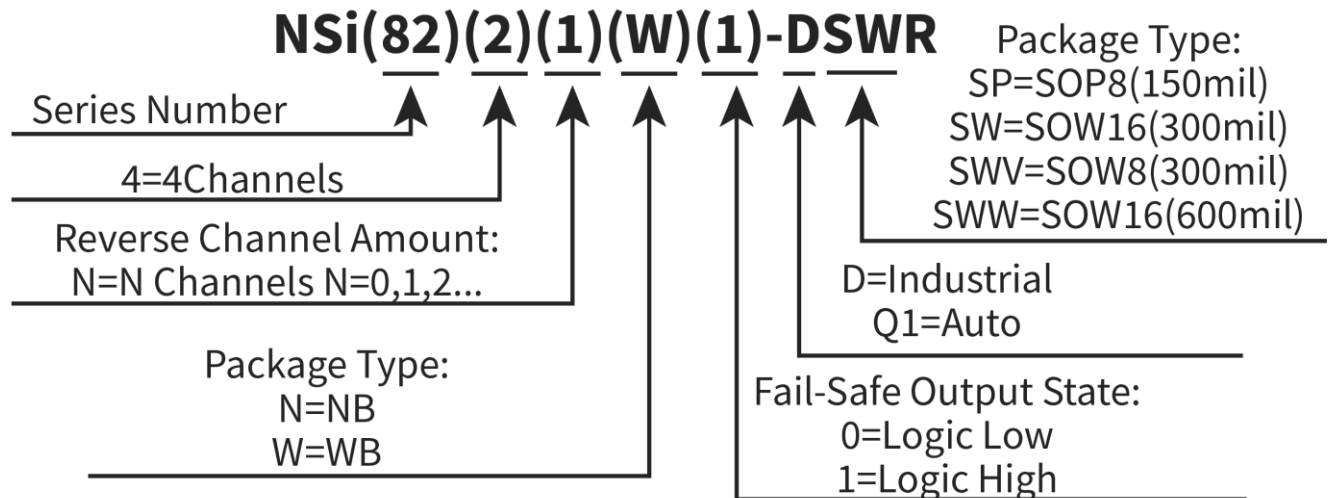 NSi(82)(2)(1)(W)(1)-DSWR
Series Number
4=4Channels
Reverse Channel Amount:
N=N Channels N=0,1,2...
Package Type:
N=NB
W=WB
Package Type:
SP=SOP8(150mil)
SW=SOW16(300mil)
SWV=SOW8(300mil)
SWW=SOW16(600mil)
D=Industrial
Q1=Auto
Fail-Safe Output State:
0=Logic Low
1=Logic High